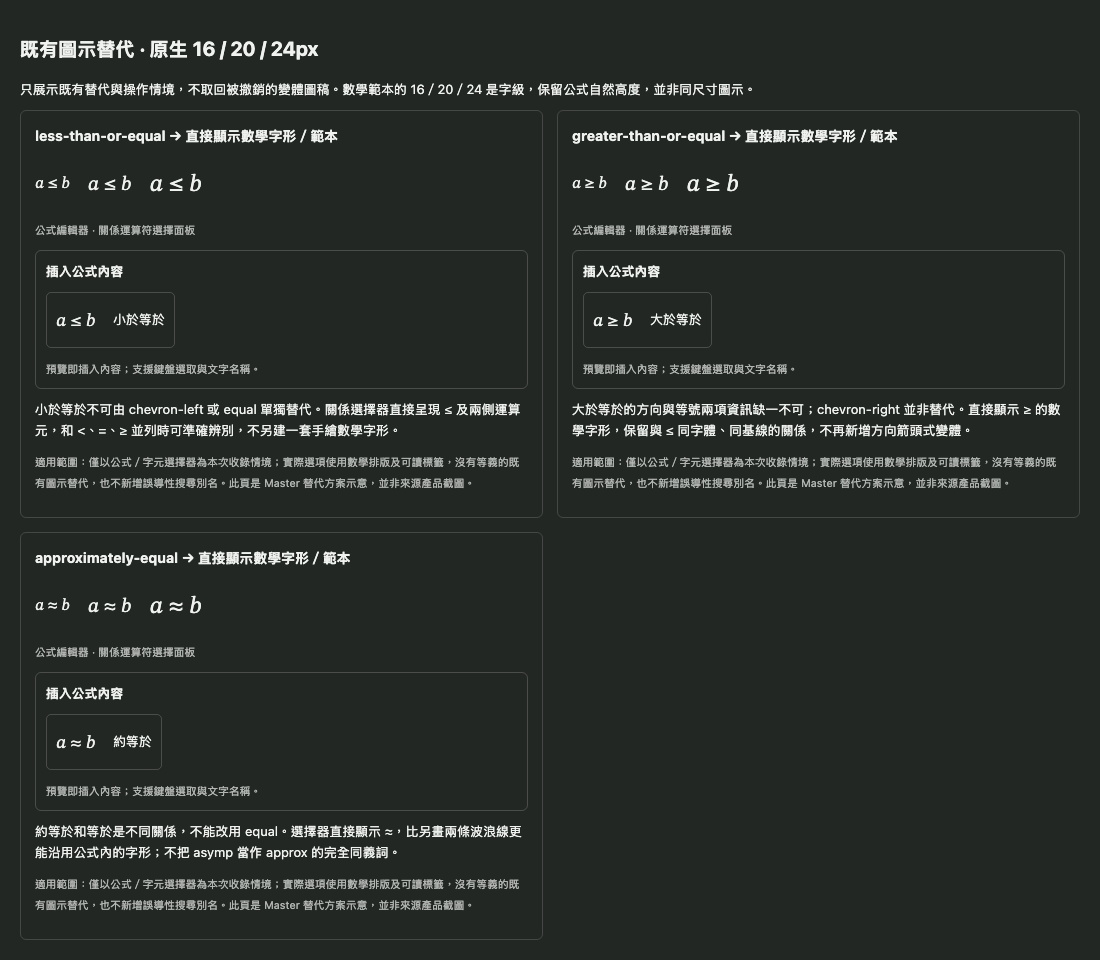 既有圖示替代 · 原生 16 / 20 / 24px
只展示既有替代與操作情境，不取回被撤銷的變體圖稿。數學範本的 16 / 20 / 24 是字級，保留公式自然高度，並非同尺寸圖示。
less-than-or-equal → 直接顯示數學字形 / 範本
a ≤ b a ≤ b a ≤ b
公式編輯器 · 關係運算符選擇面板
插入公式內容
a ≤ b 小於等於
預覽即插入內容；支援鍵盤選取與文字名稱。
小於等於不可由 chevron-left 或 equal 單獨替代。關係選擇器直接呈現 ≤ 及兩側運算
元，和 <、=、≥ 並列時可準確辨別，不另建一套手繪數學字形。
適用範圍：僅以公式 / 字元選擇器為本次收錄情境；實際選項使用數學排版及可讀標籤，沒有等義的既
有圖示替代，也不新增誤導性搜尋別名。此頁是 Master 替代方案示意，並非來源產品截圖。
greater-than-or-equal → 直接顯示數學字形 / 範本
a ≥ b a ≥ b a ≥ b
公式編輯器 · 關係運算符選擇面板
插入公式內容
a ≥ b 大於等於
預覽即插入內容；支援鍵盤選取與文字名稱。
大於等於的方向與等號兩項資訊缺一不可；chevron-right 並非替代。直接顯示 ≥ 的數
學字形，保留與 ≤ 同字體、同基線的關係，不再新增方向箭頭式變體。
適用範圍：僅以公式 / 字元選擇器為本次收錄情境；實際選項使用數學排版及可讀標籤，沒有等義的既
有圖示替代，也不新增誤導性搜尋別名。此頁是 Master 替代方案示意，並非來源產品截圖。
approximately-equal → 直接顯示數學字形 / 範本
a ≈ b a ≈ b a ≈ b
公式編輯器 · 關係運算符選擇面板
插入公式內容
a ≈ b 約等於
預覽即插入內容；支援鍵盤選取與文字名稱。
約等於和等於是不同關係，不能改用 equal。選擇器直接顯示 ≈，比另畫兩條波浪線更
能沿用公式內的字形；不把 asymp 當作 approx 的完全同義詞。
適用範圍：僅以公式 / 字元選擇器為本次收錄情境；實際選項使用數學排版及可讀標籤，沒有等義的既
有圖示替代，也不新增誤導性搜尋別名。此頁是 Master 替代方案示意，並非來源產品截圖。